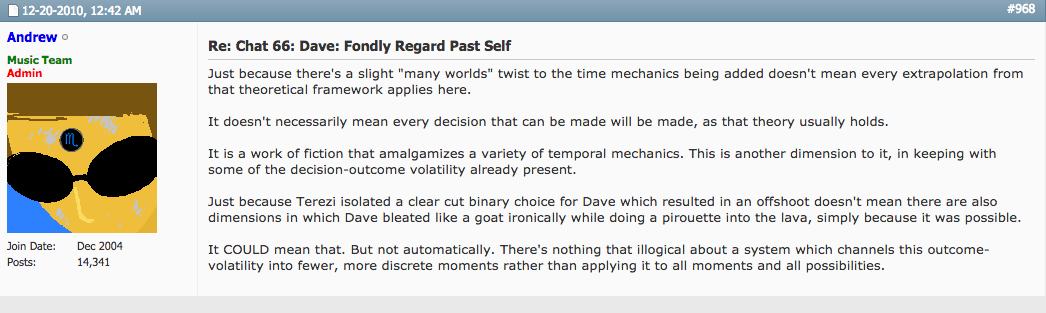 12-20-2010, 12:42 AM
#968
Andrew
Music Team
Admin
♏
Join Date: Dec 2004
Posts: 14,341
Re: Chat 66: Dave: Fondly Regard Past Self
Just because there's a slight "many worlds" twist to the time mechanics being added doesn't mean every extrapolation from
that theoretical framework applies here.
It doesn't necessarily mean every decision that can be made will be made, as that theory usually holds.
It is a work of fiction that amalgamizes a variety of temporal mechanics. This is another dimension to it, in keeping with
some of the decision-outcome volatility already present.
Just because Terezi isolated a clear cut binary choice for Dave which resulted in an offshoot doesn't mean there are also
dimensions in which Dave bleated like a goat ironically while doing a pirouette into the lava, simply because it was possible.
It COULD mean that. But not automatically. There's nothing that illogical about a system which channels this outcome-
volatility into fewer, more discrete moments rather than applying it to all moments and all possibilities.